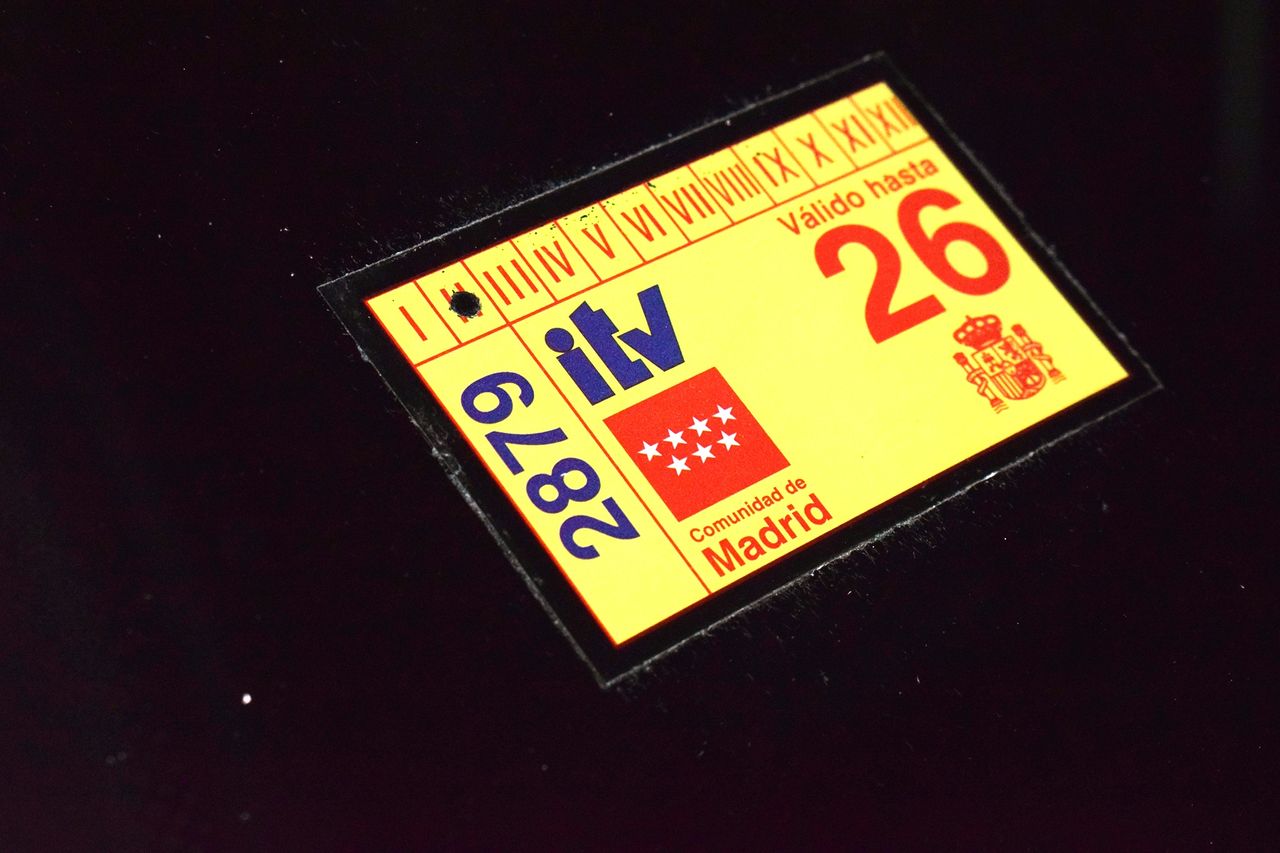 I II III IV V VI VII VIII IX X XI XII
Válido hasta
26
itv
2879
Comunidad de
Madrid